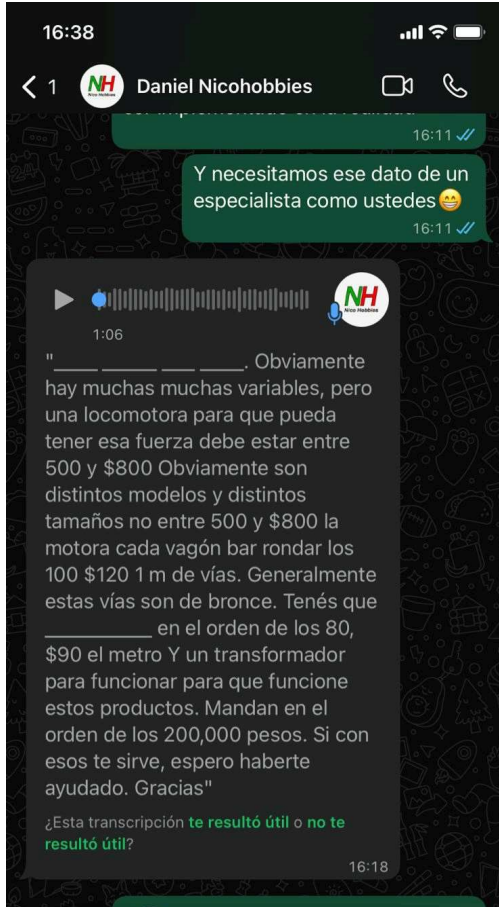 16:38
1
NH
Nico Hobbies
Daniel Nicohobbies
16:11
Y necesitamos ese dato de un
especialista como ustedes😁
16:11
NH
Nico Hobbies
1:06
"____ _____ ___ ____. Obviamente
hay muchas muchas variables, pero
una locomotora para que pueda
tener esa fuerza debe estar entre
500 y $800 Obviamente son
distintos modelos y distintos
tamaños no entre 500 y $800 la
motora cada vagón bar rondar los
100 $120 1 m de vías. Generalmente
estas vías son de bronce. Tenés que
__________ en el orden de los 80,
$90 el metro Y un transformador
para funcionar para que funcione
estos productos. Mandan en el
orden de los 200,000 pesos. Si con
esos te sirve, espero haberte
ayudado. Gracias"
¿Esta transcripción te resultó útil o no te
resultó útil?
16:18